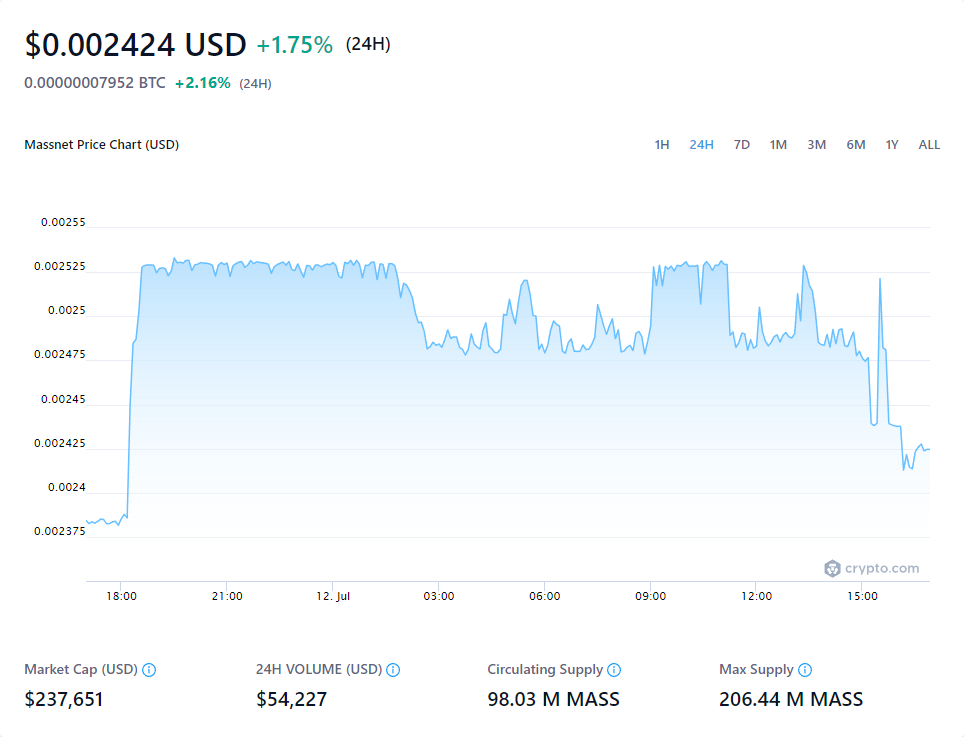 $0.002424 USD +1.75% (24H)
0.00000007952 BTC +2.16% (24H)
Massnet Price Chart (USD)
1H 24H 7D 1M 3M 6M 1Y ALL
0.00255
0.002525
0.0025
0.002475
0.00245
0.002425
0.0024
0.002375
crypto.com
18:00 21:00 12. Jul 03:00 06:00 09:00 12:00 15:00
Market Cap (USD) 24H VOLUME (USD) Circulating Supply Max Supply
$237,651 $54,227 98.03 M MASS 206.44 M MASS